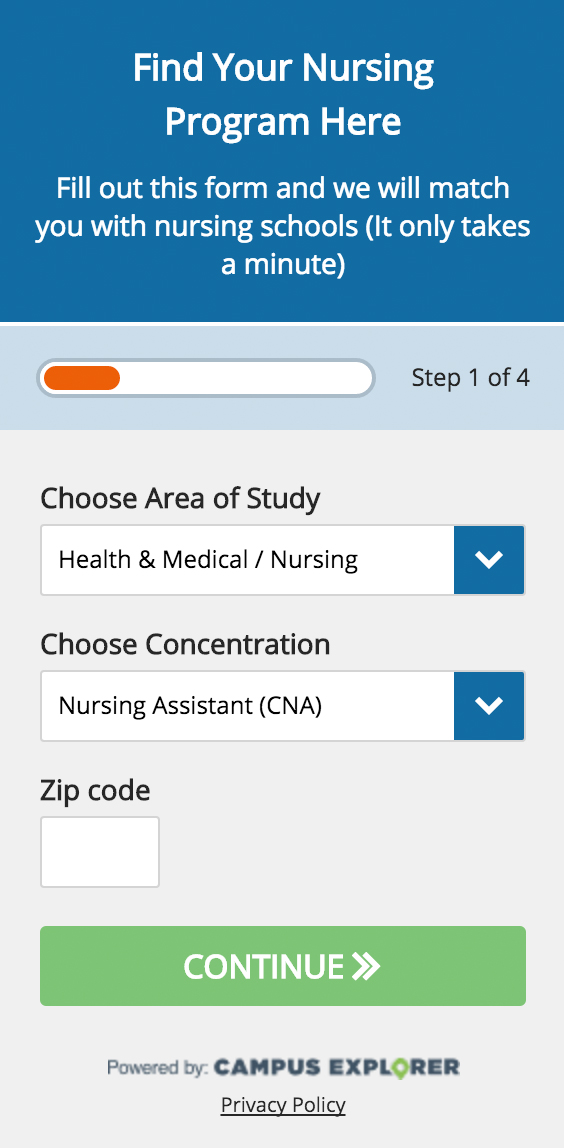 Find Your Nursing
Program Here
Fill out this form and we will match
you with nursing schools (It only takes
a minute)
Step 1 of 4
Choose Area of Study
Health & Medical / Nursing
Choose Concentration
Nursing Assistant (CNA)
Zip code
CONTINUE
Powered by: CAMPUS EXPLORER
Privacy Policy